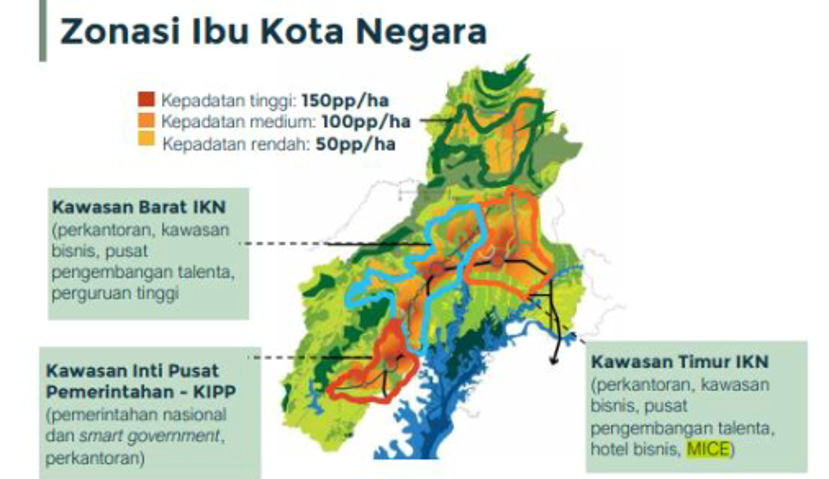 Zonasi Ibu Kota Negara
Kepadatan tinggi: 150pp/ha
Kepadatan medium: 100pp/ha
Kepadatan rendah: 50pp/ha
Kawasan Barat IKN
(perkantoran, kawasan
bisnis, pusat
pengembangan talenta,
perguruan tinggi
Kawasan Inti Pusat
Pemerintahan - KIPP
(pemerintahan nasional
dan smart government,
perkantoran)
Kawasan Timur IKN
(perkantoran, kawasan
bisnis, pusat
pengembangan talenta,
hotel bisnis, MICE)